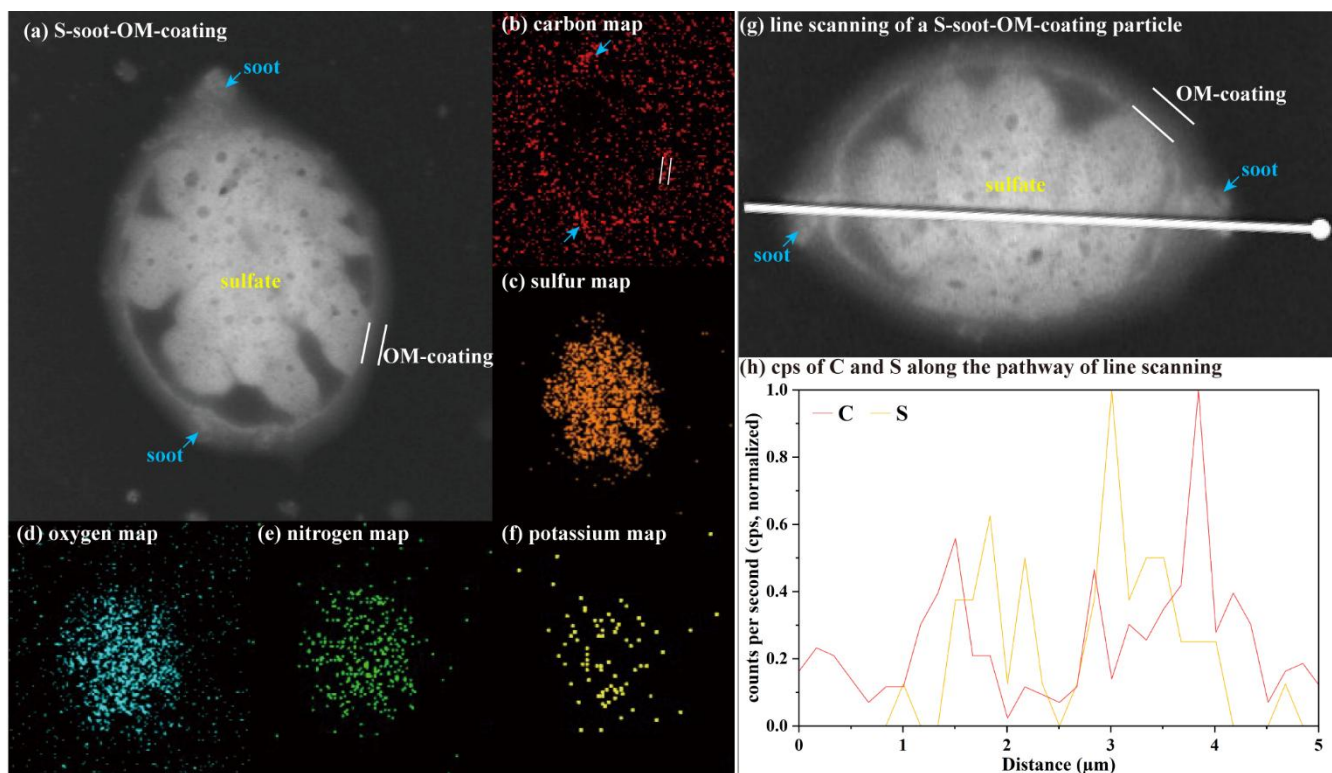 (a) S-soot-OM-coating
soot
sulfate
OM-coating
soot
(b) carbon map
(c) sulfur map
(d) oxygen map
(e) nitrogen map
(f) potassium map
(g) line scanning of a S-soot-OM-coating particle
OM-coating
soot
sulfate
soot
(h) cps of C and S along the pathway of line scanning
C
S
counts per second (cps, normalized)
1.0
0.8
0.6
0.4
0.2
0.0
0 1 2 3 4 5
Distance (μm)